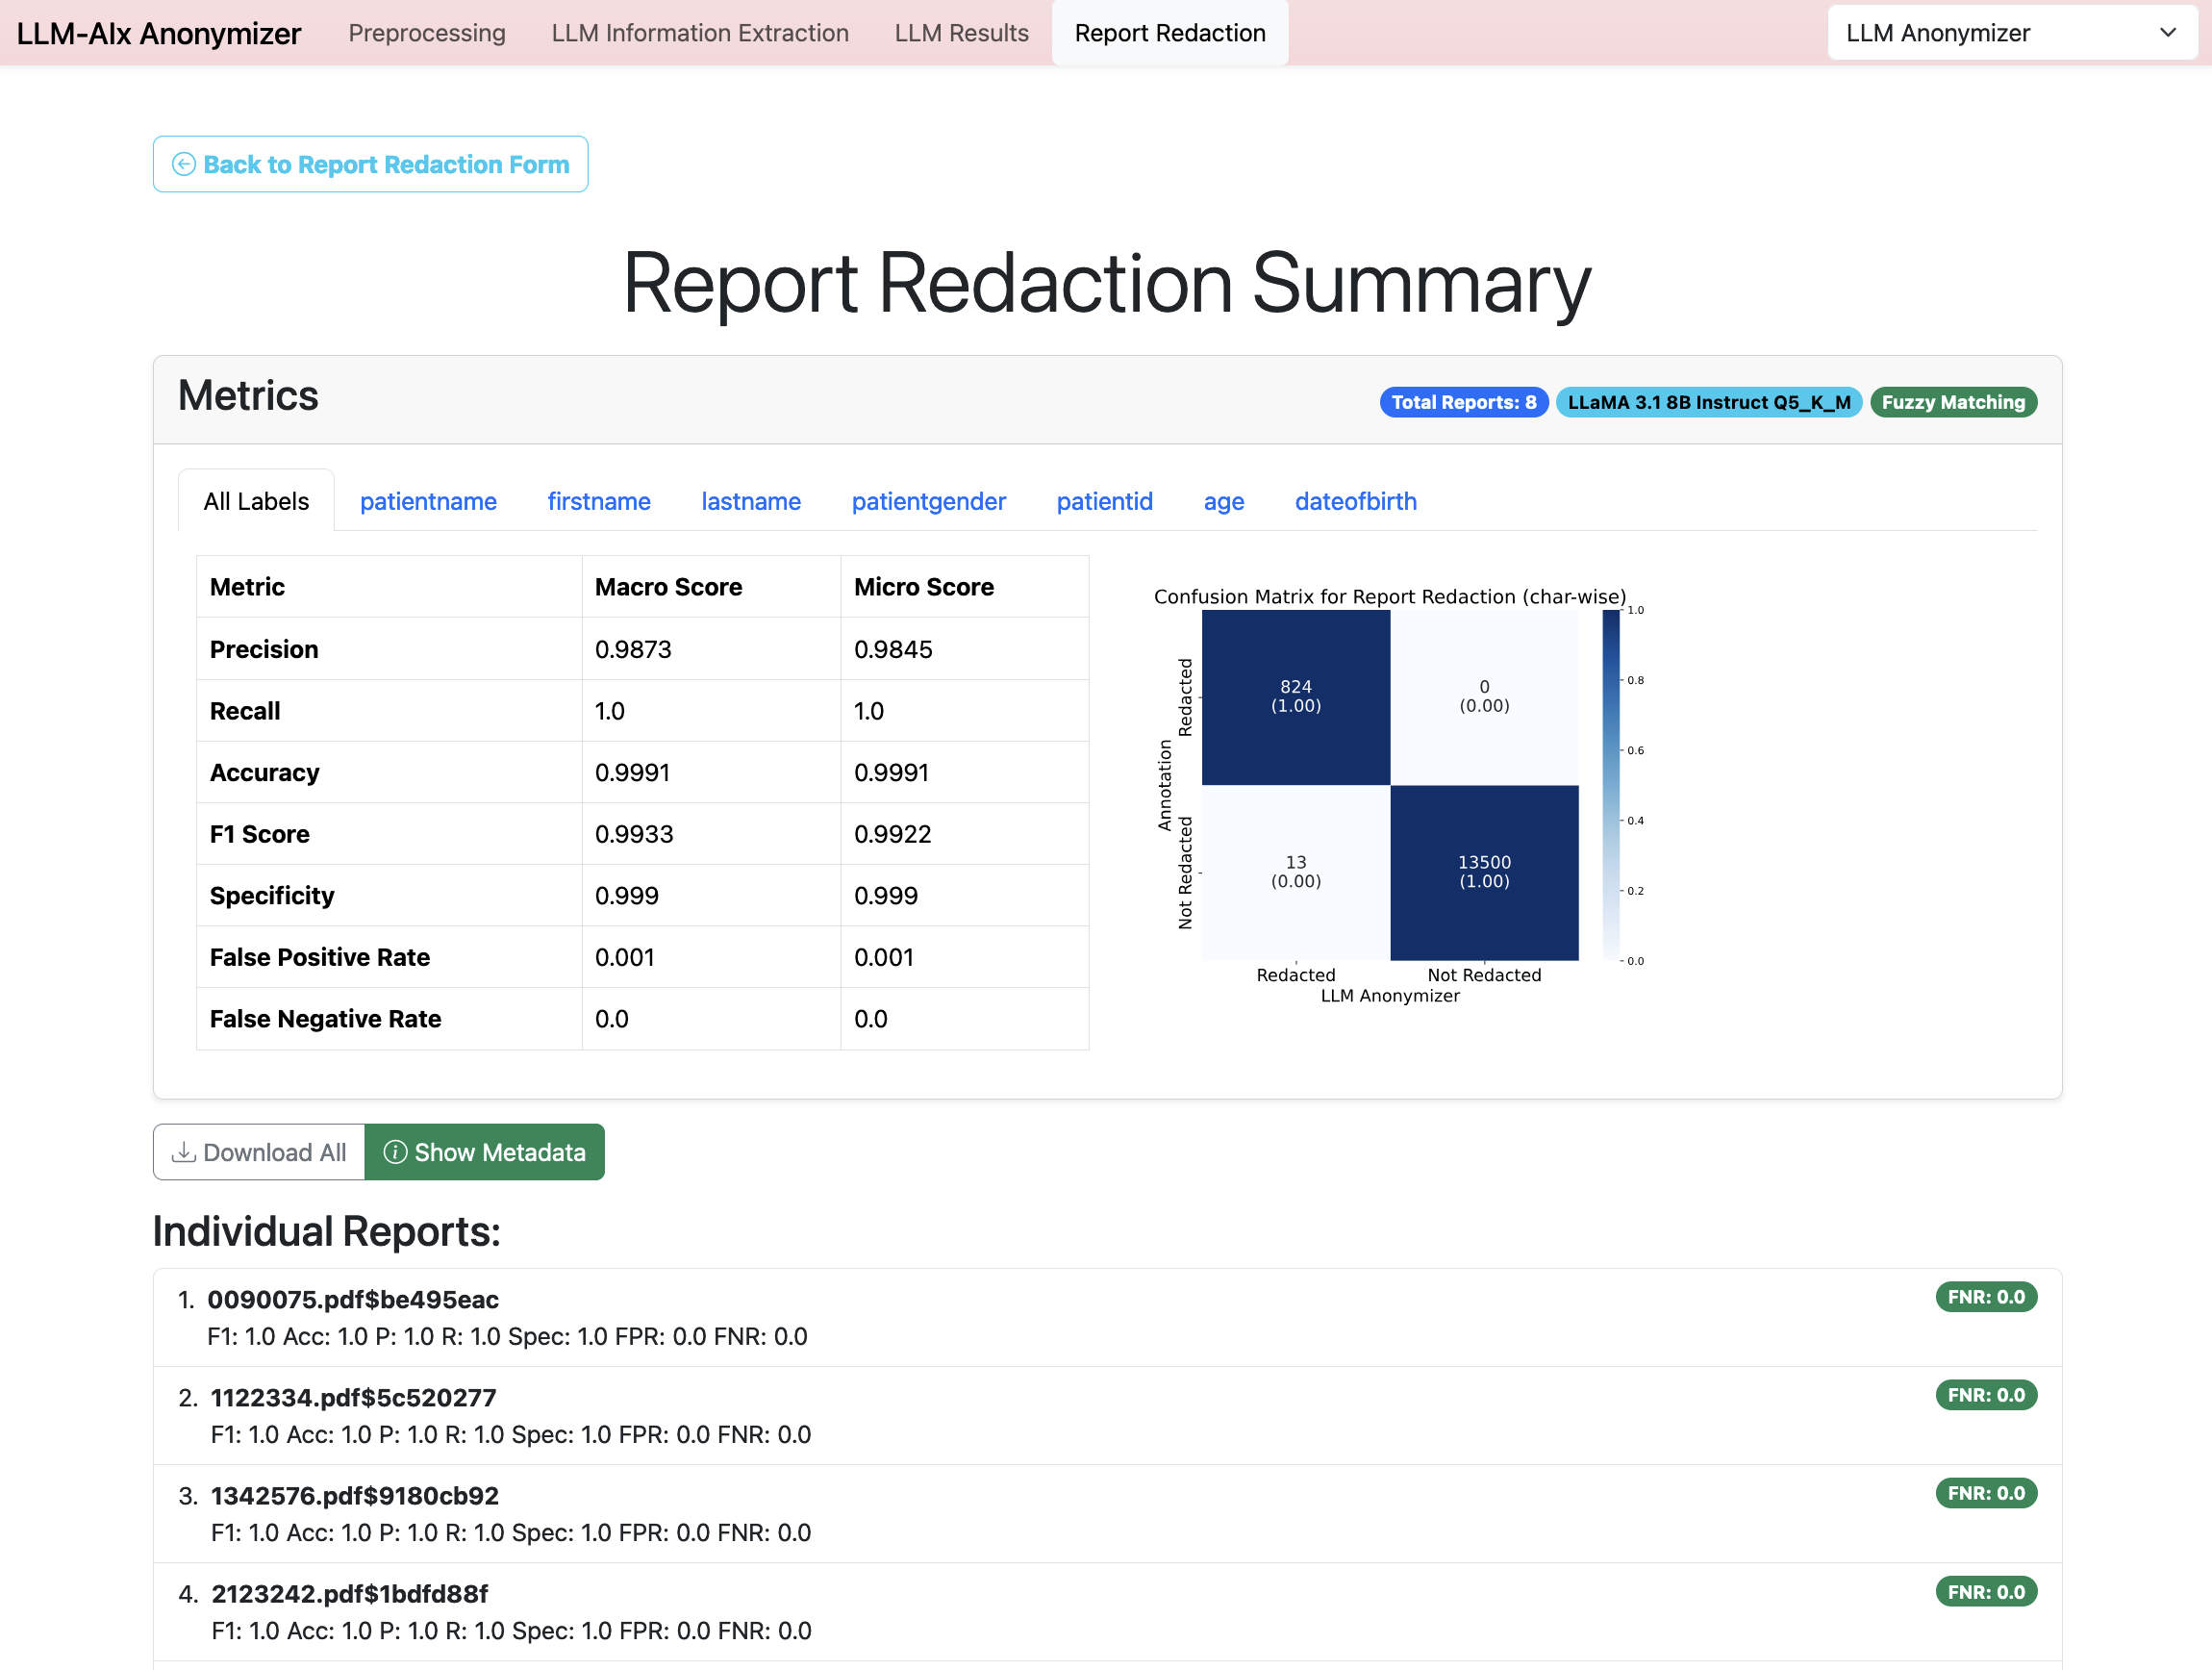 LLM-AIx Anonymizer Preprocessing LLM Information Extraction LLM Results Report Redaction LLM Anonymizer
Back to Report Redaction Form
Report Redaction Summary
Metrics Total Reports: 8 LLaMA 3.1 8B Instruct Q5_K_M Fuzzy Matching
All Labels patientname firstname lastname patientgender patientid age dateofbirth
Metric Macro Score Micro Score
Precision 0.9873 0.9845
Recall 1.0 1.0
Accuracy 0.9991 0.9991
F1 Score 0.9933 0.9922
Specificity 0.999 0.999
False Positive Rate 0.001 0.001
False Negative Rate 0.0 0.0
Confusion Matrix for Report Redaction (char-wise)
Annotation
Redacted
Not Redacted
824
(1.00)
0
(0.00)
13
(0.00)
13500
(1.00)
Redacted Not Redacted
LLM Anonymizer
1.0
0.8
0.6
0.4
0.2
0.0
Download All Show Metadata
Individual Reports:
1. 0090075.pdf$be495eac FNR: 0.0
F1: 1.0 Acc: 1.0 P: 1.0 R: 1.0 Spec: 1.0 FPR: 0.0 FNR: 0.0
2. 1122334.pdf$5c520277 FNR: 0.0
F1: 1.0 Acc: 1.0 P: 1.0 R: 1.0 Spec: 1.0 FPR: 0.0 FNR: 0.0
3. 1342576.pdf$9180cb92 FNR: 0.0
F1: 1.0 Acc: 1.0 P: 1.0 R: 1.0 Spec: 1.0 FPR: 0.0 FNR: 0.0
4. 2123242.pdf$1bdfd88f FNR: 0.0
F1: 1.0 Acc: 1.0 P: 1.0 R: 1.0 Spec: 1.0 FPR: 0.0 FNR: 0.0